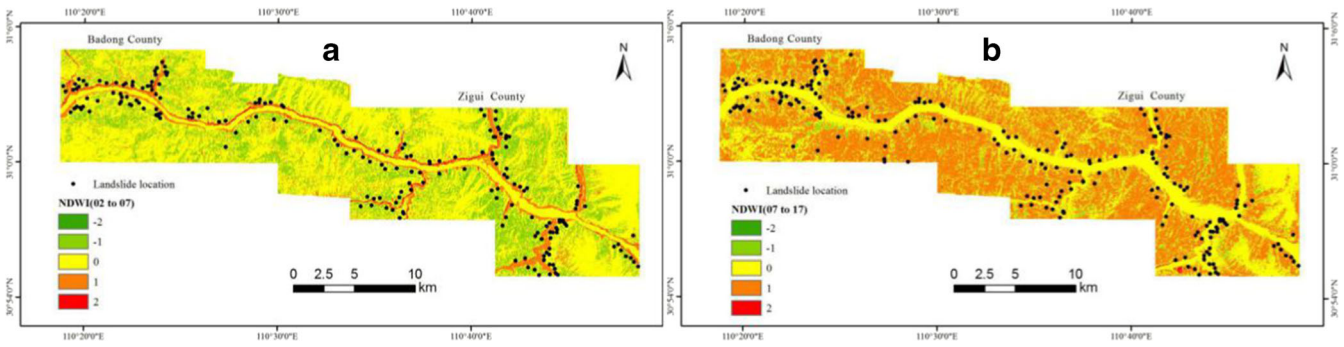 110°20'0"E 110°30'0"E 110°40'0"E
31°6'0"N
31°0'0"N
30°54'0"N
a
N
Badong County
Zigui County
Landslide location
NDWI(02 to 07)
-2
-1
0
1
2
0 2.5 5 10
km
110°20'0"E 110°30'0"E 110°40'0"E
110°20'0"E 110°30'0"E 110°40'0"E
b
N
Badong County
Zigui County
Landslide location
NDWI(07 to 17)
-2
-1
0
1
2
0 2.5 5 10
km
31°6'0"N
31°0'0"N
30°54'0"N
110°20'0"E 110°30'0"E 110°40'0"E